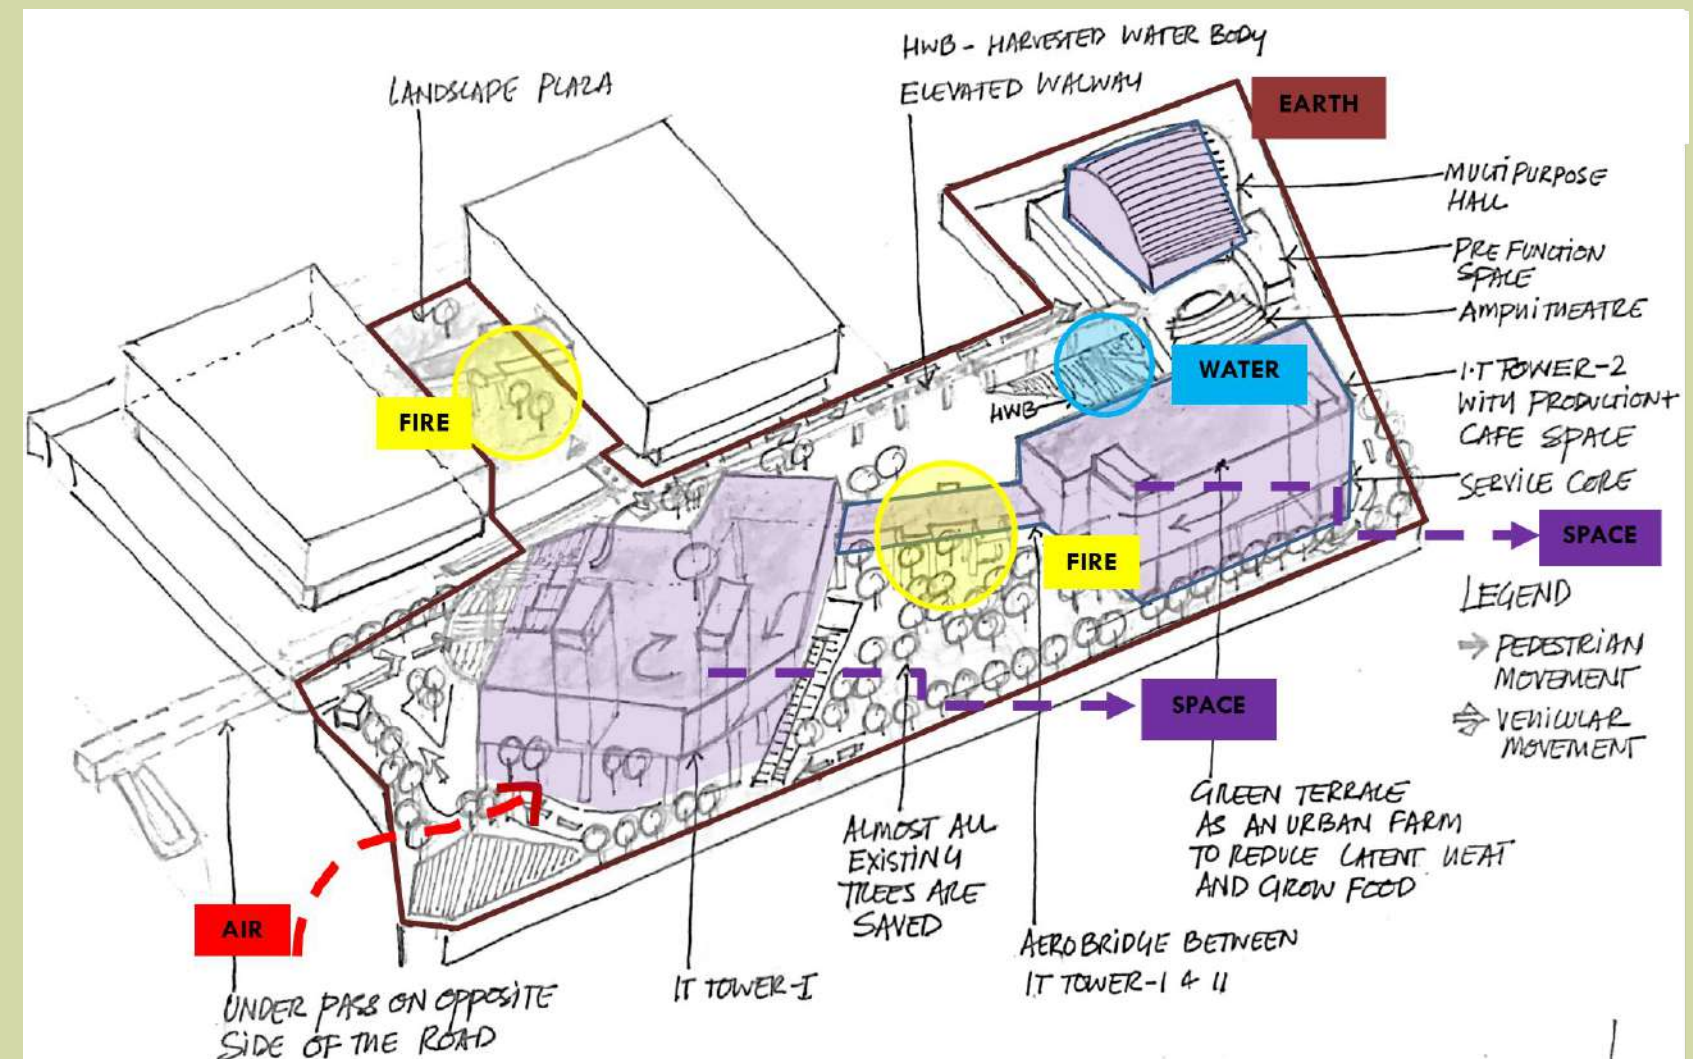 HWB - HARVESTED WATER BODY
ELEVATED WALWAY
LANDSCAPE PLAZA
EARTH
MULTIPURPOSE
HALL
PRE FUNCTION
SPACE
AMPHITHEATRE
WATER
I.T TOWER-2
WITH PRODUCTION+
CAFE SPACE
HWB
FIRE
SERVICE CORE
SPACE
FIRE
LEGEND
PEDESTRIAN
MOVEMENT
VEHICULAR
MOVEMENT
SPACE
GREEN TERRACE
AS AN URBAN FARM
TO REDUCE LATENT HEAT
AND GROW FOOD
ALMOST ALL
EXISTING
TREES ARE
SAVED
AIR
AEROBRIDGE BETWEEN
IT TOWER-I & II
IT TOWER-I
UNDER PASS ON OPPOSITE
SIDE OF THE ROAD